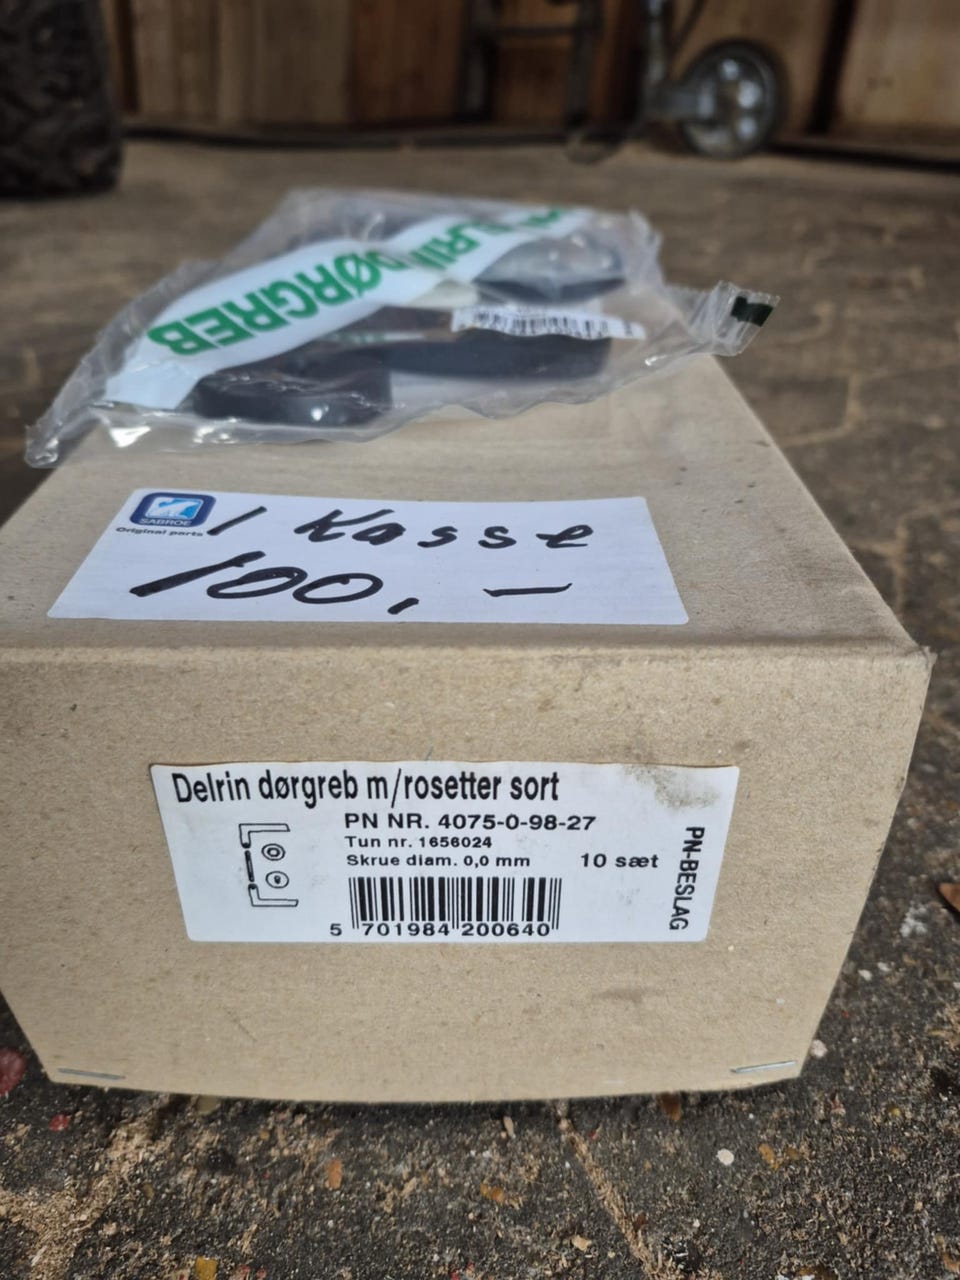 DELRIN DØRGREB
SABROE
Original parts
1 Kasse
100,-
Delrin dørgreb m/rosetter sort
PN NR. 4075-0-98-27
Tun nr. 1656024
Skrue diam. 0,0 mm
10 sæt
5 701984 200640
PN-BESLAG